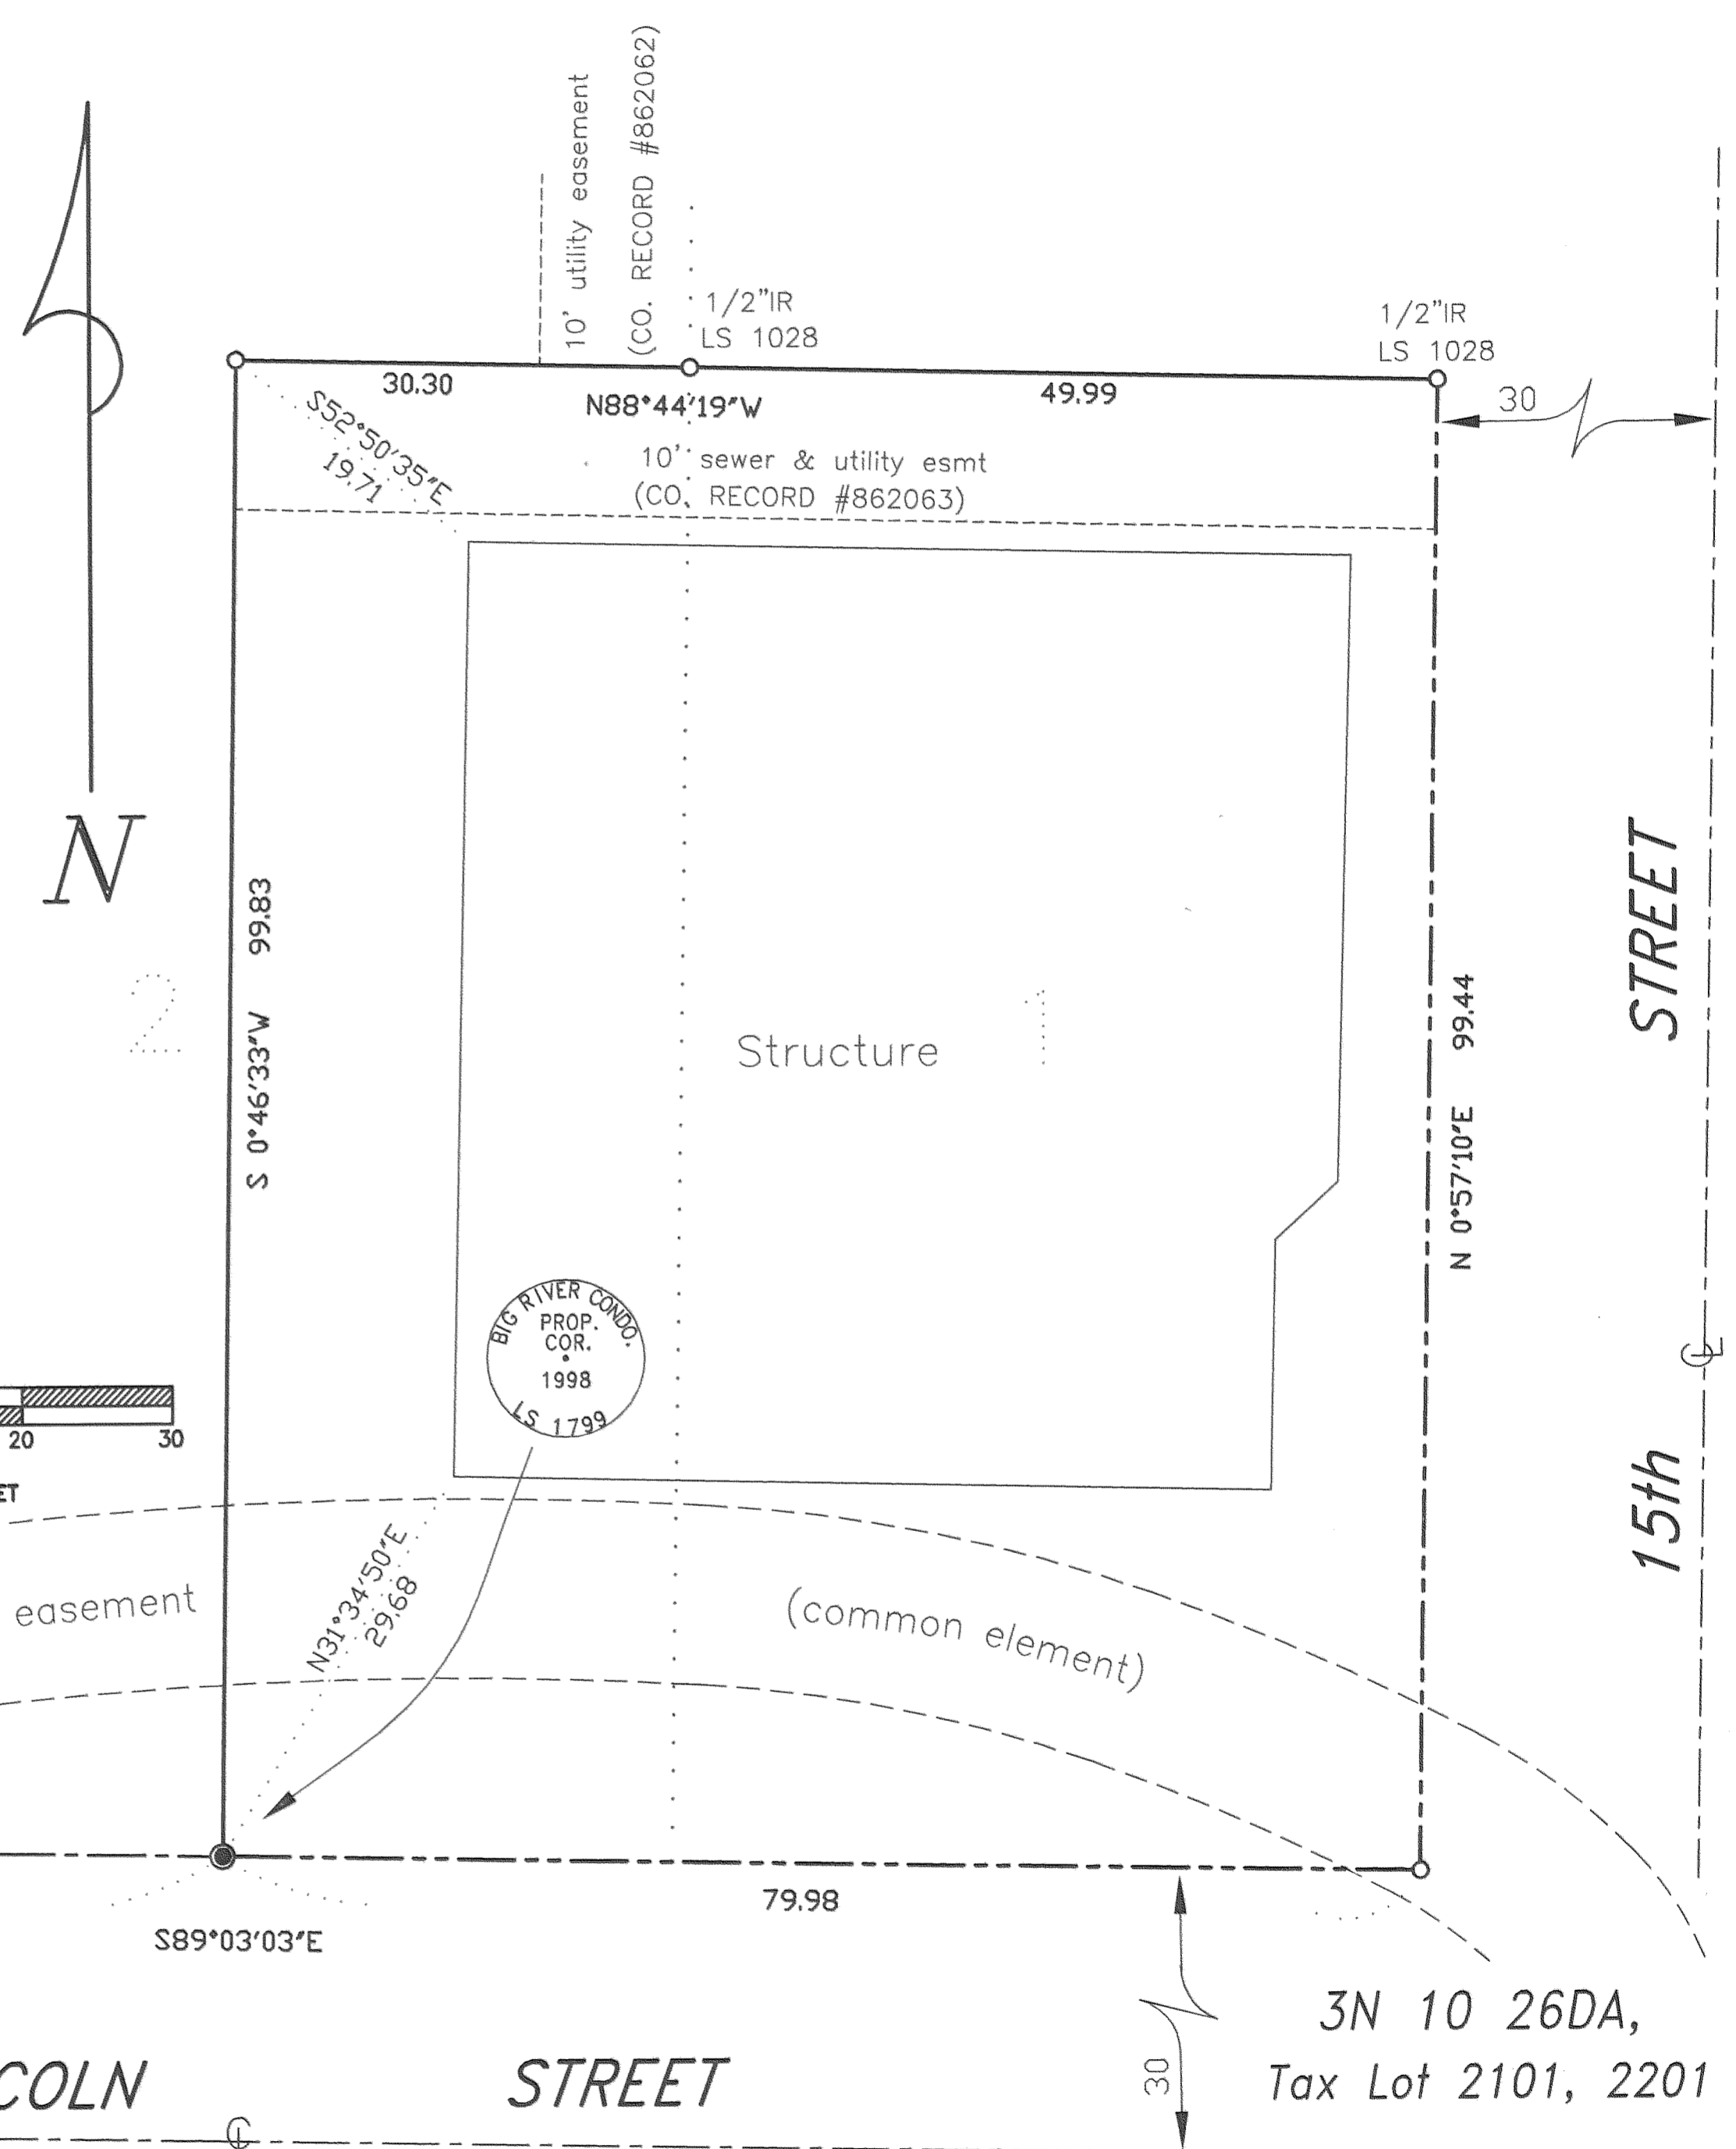 10' utility easement
(CO. RECORD #862062)
1/2"IR
LS 1028
1/2"IR
LS 1028
30.30
N88°44'19"W
49.99
30
S52°50'35"E
19.71
10' sewer & utility esmt
(CO. RECORD #862063)
N
S 0°46'33"W 99.83
2
Structure
1
N 0°57'10"E 99.44
15th STREET
BIG RIVER CONDO.
PROP.
COR.
1998
LS 1799
20 30
ET
easement
N31°34'50"E
29.68
(common element)
79.98
S89°03'03"E
30
3N 10 26DA,
Tax Lot 2101, 2201
COLN STREET